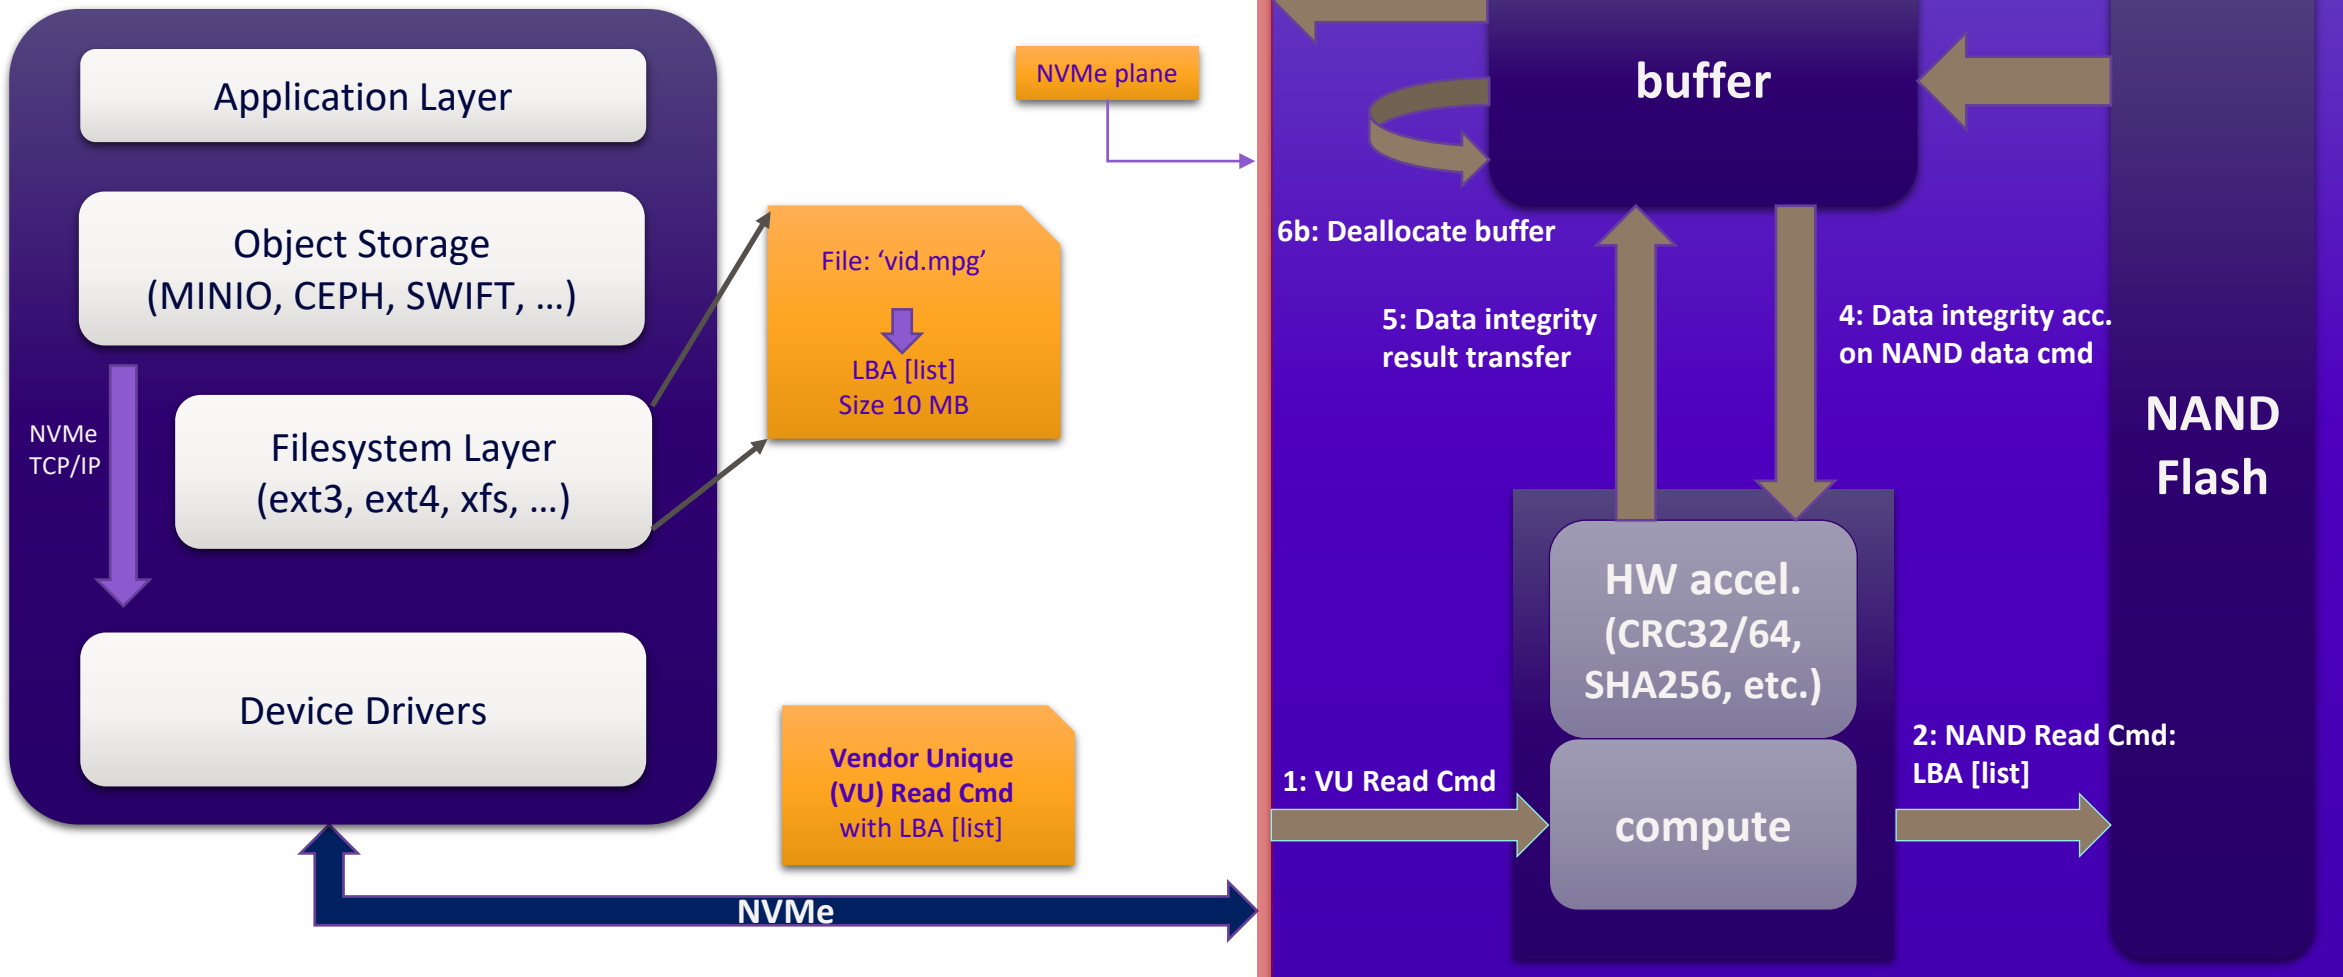 Application Layer
Object Storage
(MINIO, CEPH, SWIFT, ...)
NVMe
TCP/IP
Filesystem Layer
(ext3, ext4, xfs, ...)
Device Drivers
NVMe plane
File: ‘vid.mpg’
LBA [list]
Size 10 MB
Vendor Unique
(VU) Read Cmd
with LBA [list]
NVMe
buffer
6b: Deallocate buffer
5: Data integrity
result transfer
4: Data integrity acc.
on NAND data cmd
NAND
Flash
HW accel.
(CRC32/64,
SHA256, etc.)
1: VU Read Cmd
compute
2: NAND Read Cmd:
LBA [list]